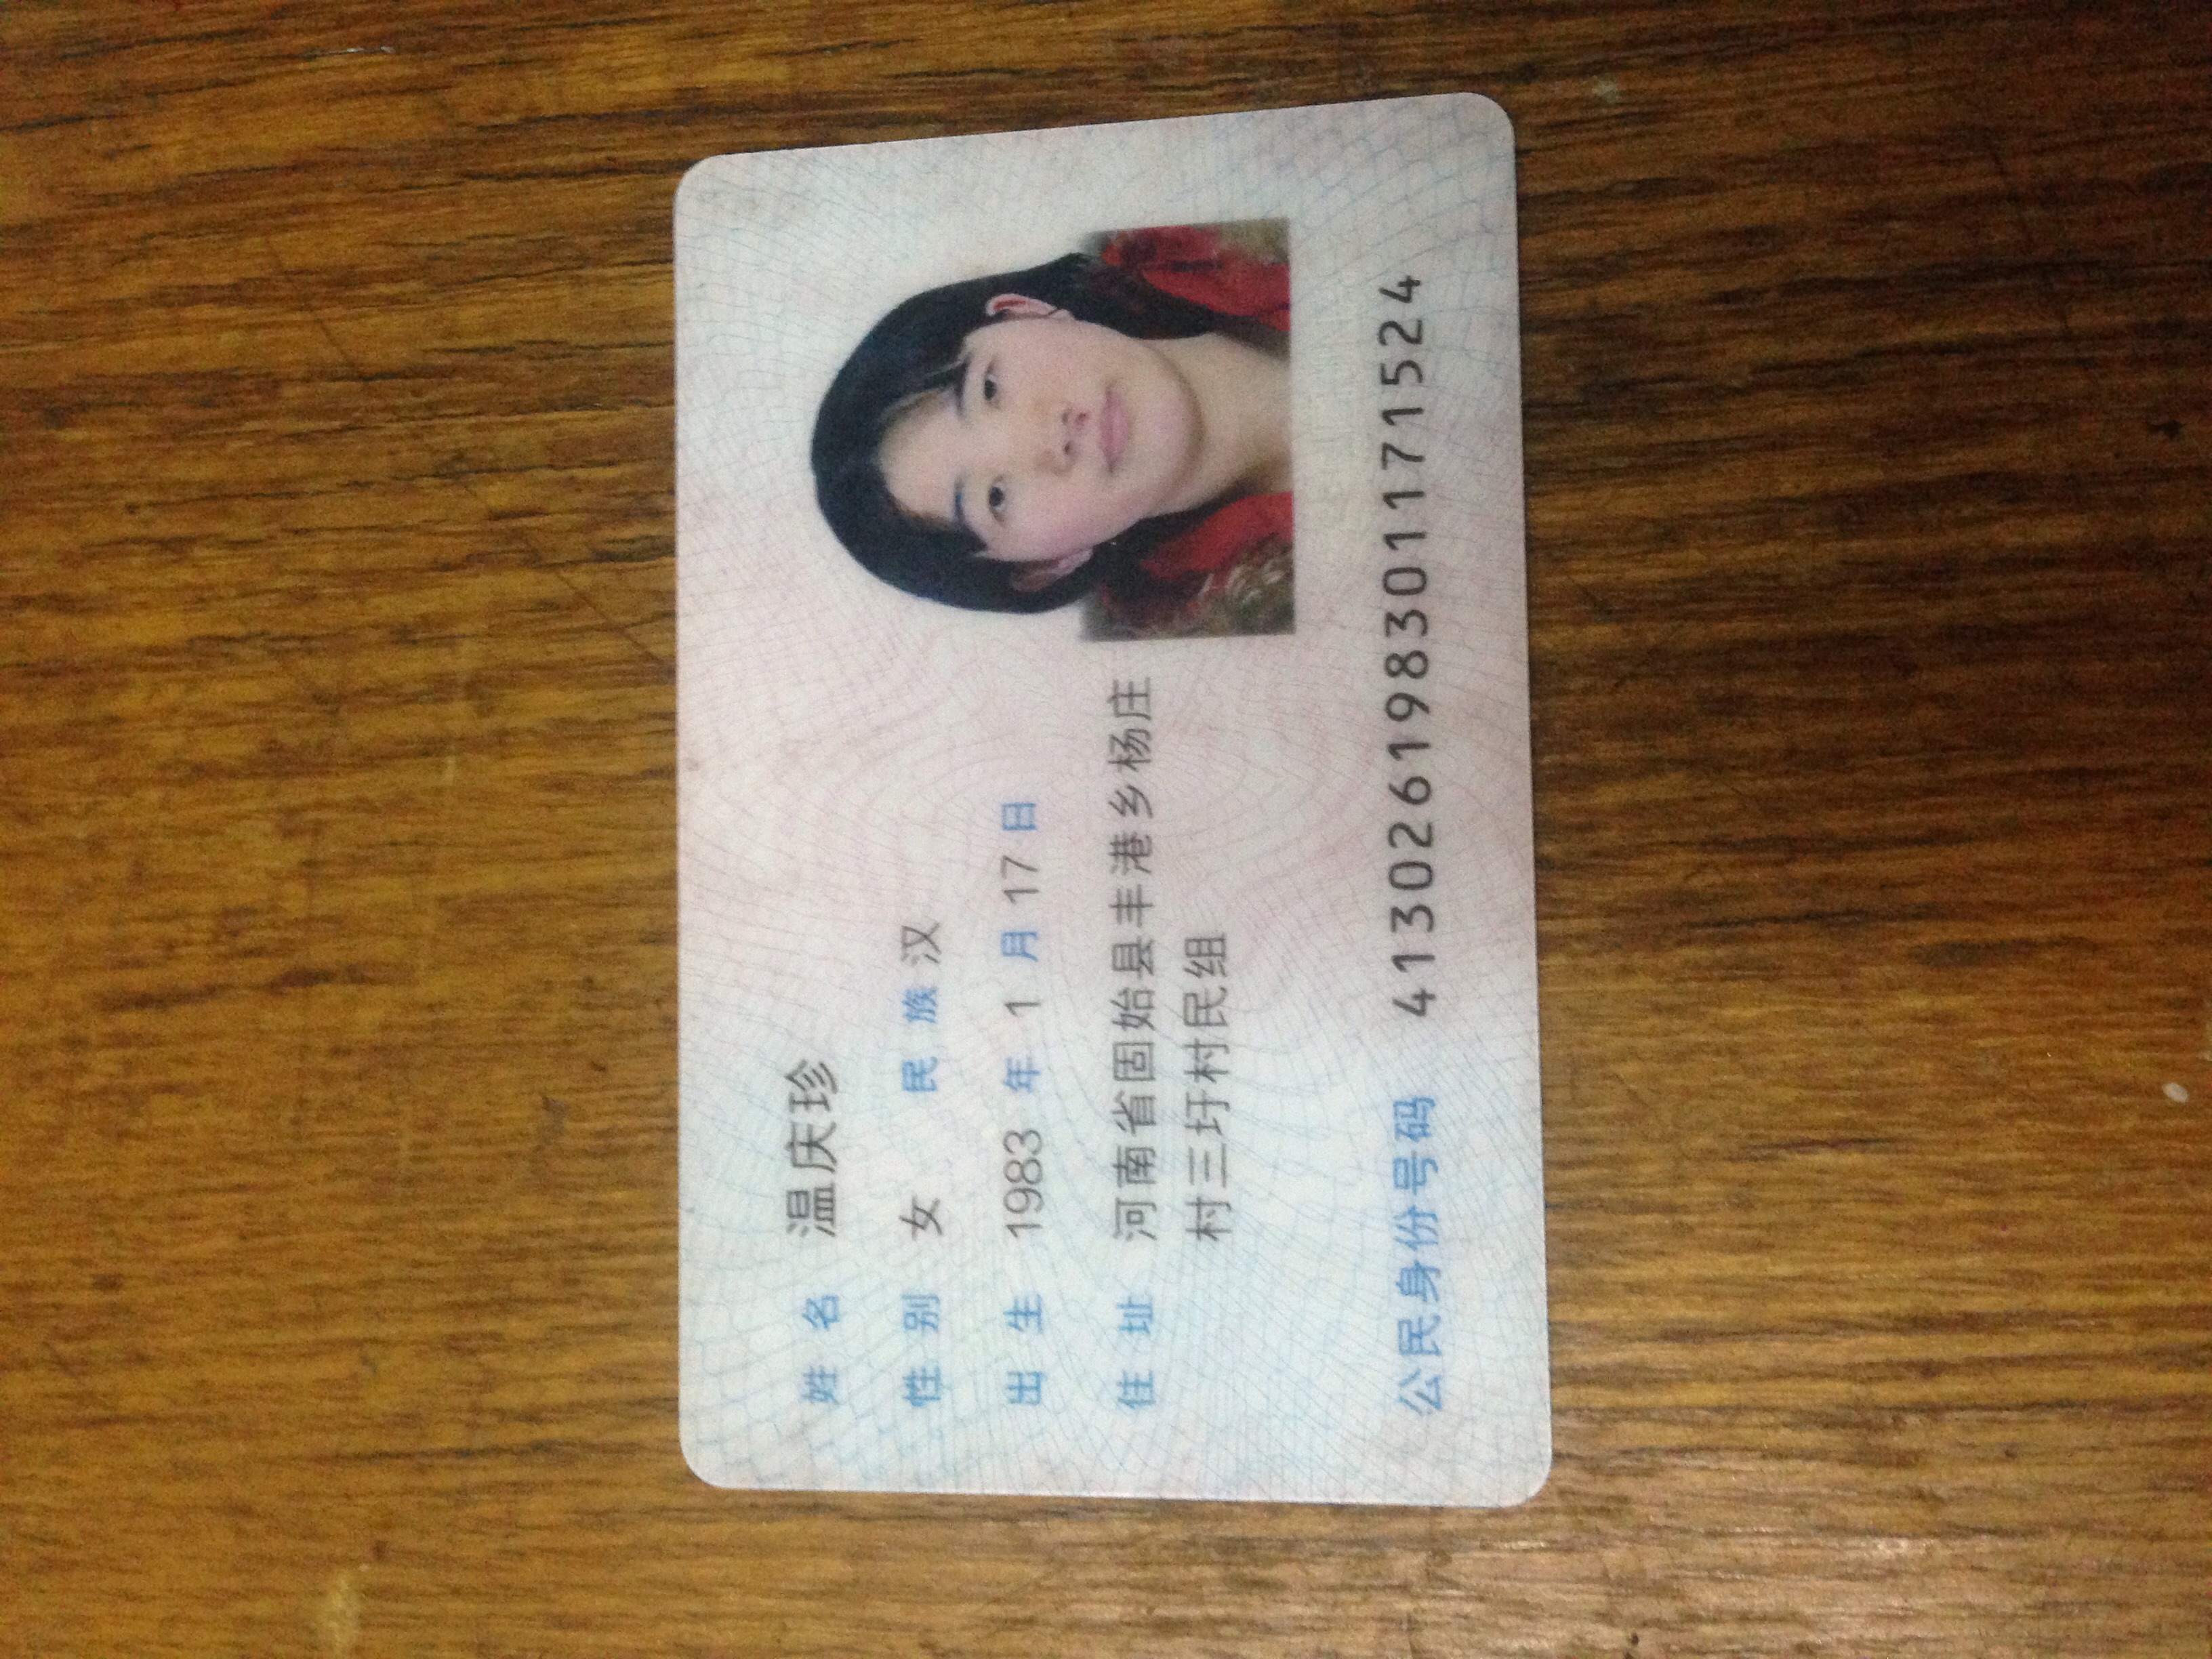 姓名 温庆珍
性别 女 民族 汉
出生 1983 年 1 月 17 日
住址 河南省固始县丰港乡杨庄
村三圩村民组
公民身份号码 413026198301171524